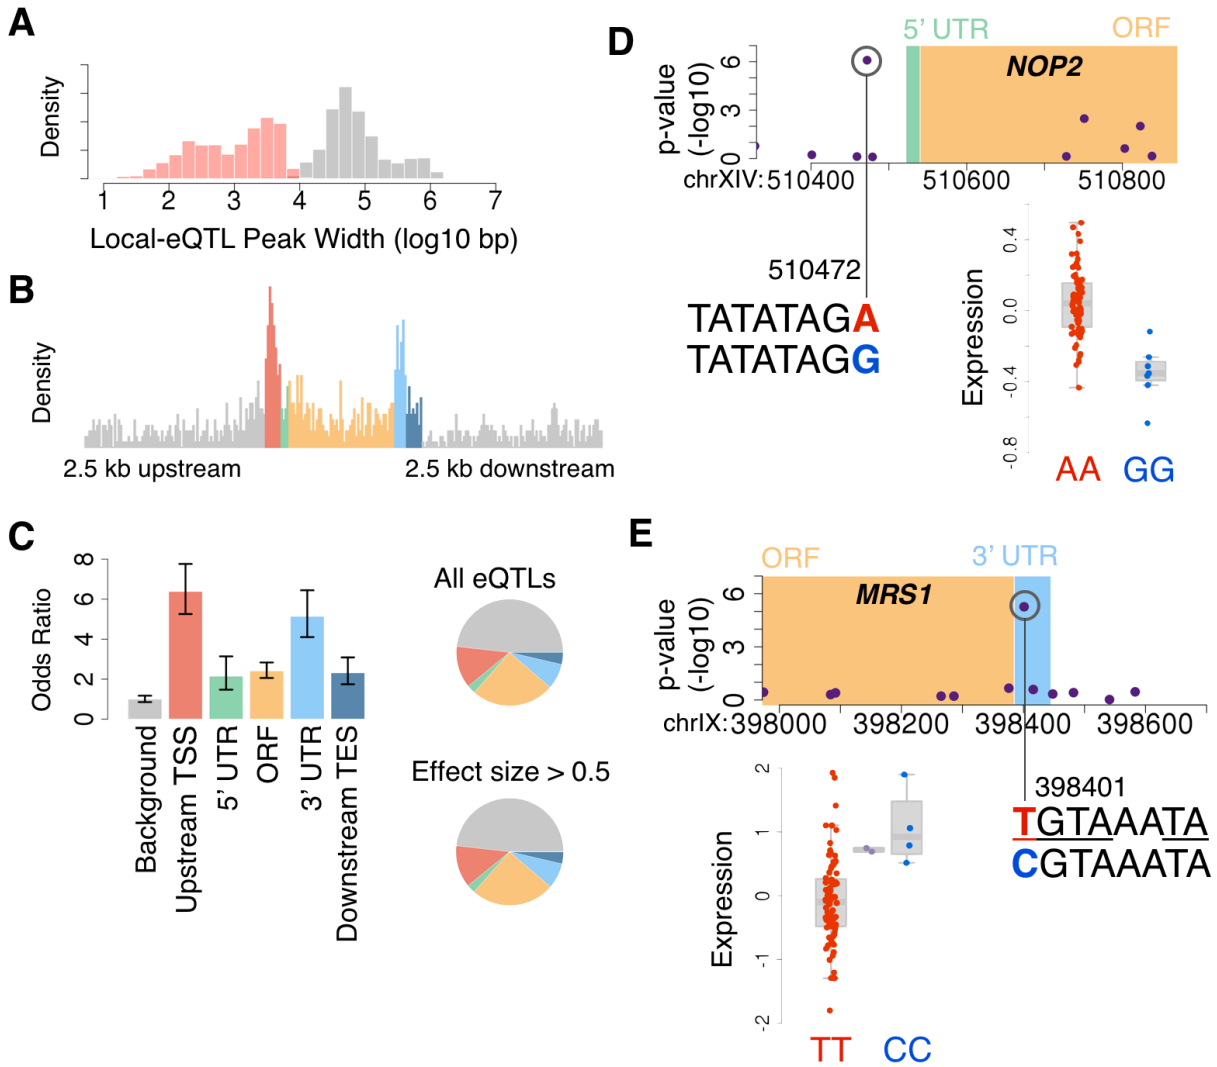 A
Density
1 2 3 4 5 6 7
Local-eQTL Peak Width (log10 bp)
B
Density
2.5 kb upstream 2.5 kb downstream
C
Odds Ratio
8
6
4
2
0
Background
Upstream TSS
5’ UTR
ORF
3’ UTR
Downstream TES
All eQTLs
Effect size > 0.5
D
5’ UTR ORF
NOP2
p-value
(-log10)
6
3
0
chrXIV: 510400 510600 510800
510472
TATATAGA
TATATAGG
Expression
0.4
0.0
-0.4
-0.8
AA GG
E
ORF 3’ UTR
MRS1
p-value
(-log10)
6
3
0
chrIX: 398000 398200 398400 398600
398401
TGTAAATA
CGTAAATA
Expression
2
1
0
-1
-2
TT CC